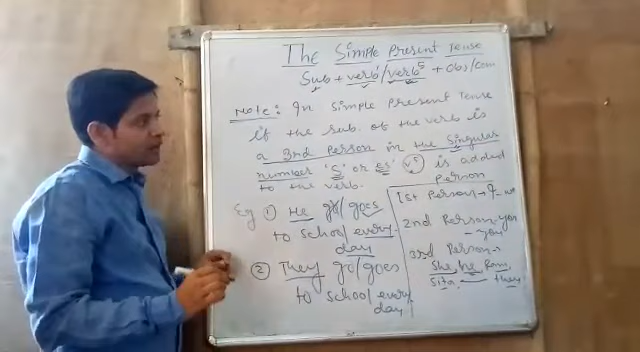 The Simple Present Tense
Sub + verb¹/verb⁵ + obj/com
Note: In Simple Present Tense
if the sub. of the verb is
a 3rd Person in the Singular
number 'S' or es' (v⁵) is added
to the verb.
Eg ① He go/goes
to school every
day
② They go/goes
to school every
day
Person
1st Person → I - we
2nd Person - you
- you
3rd Person →
She, he, Ram,
Sita. — they